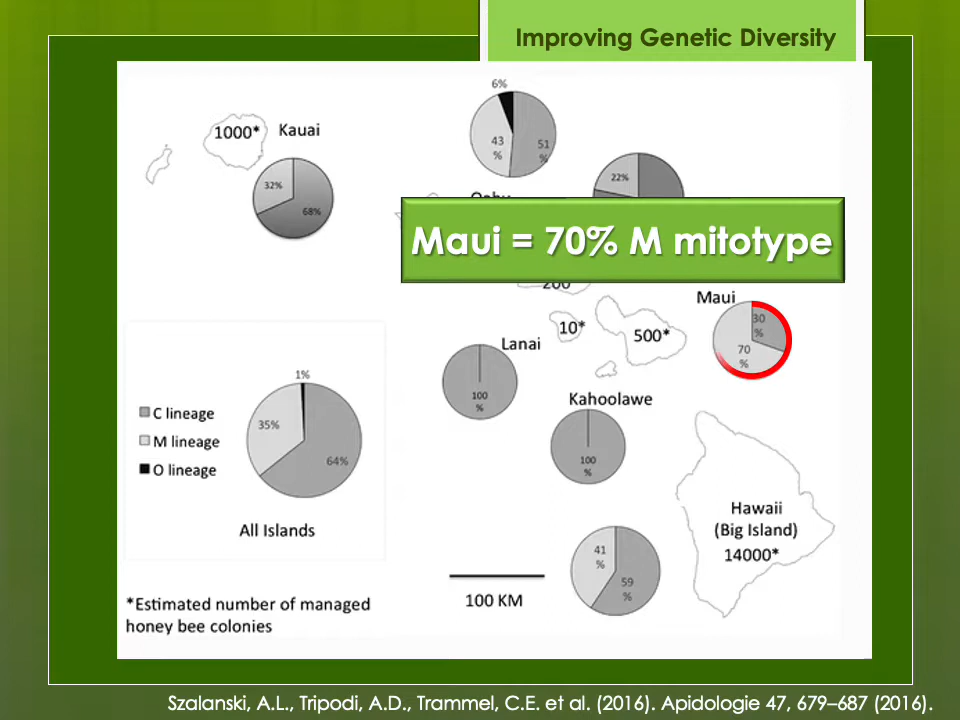 Improving Genetic Diversity
6%
1000*
Kauai
43
%
51
%
32%
68%
22%
Maui = 70% M mitotype
Maui
30
%
70
%
10*
500*
Lanai
100
%
Kahoolawe
100
%
1%
35%
64%
C lineage
M lineage
O lineage
All Islands
Hawaii
(Big Island)
14000*
41
%
59
%
100 KM
*Estimated number of managed
honey bee colonies
Szalanski, A.L., Tripodi, A.D., Trammel, C.E. et al. (2016). Apidologie 47, 679–687 (2016).